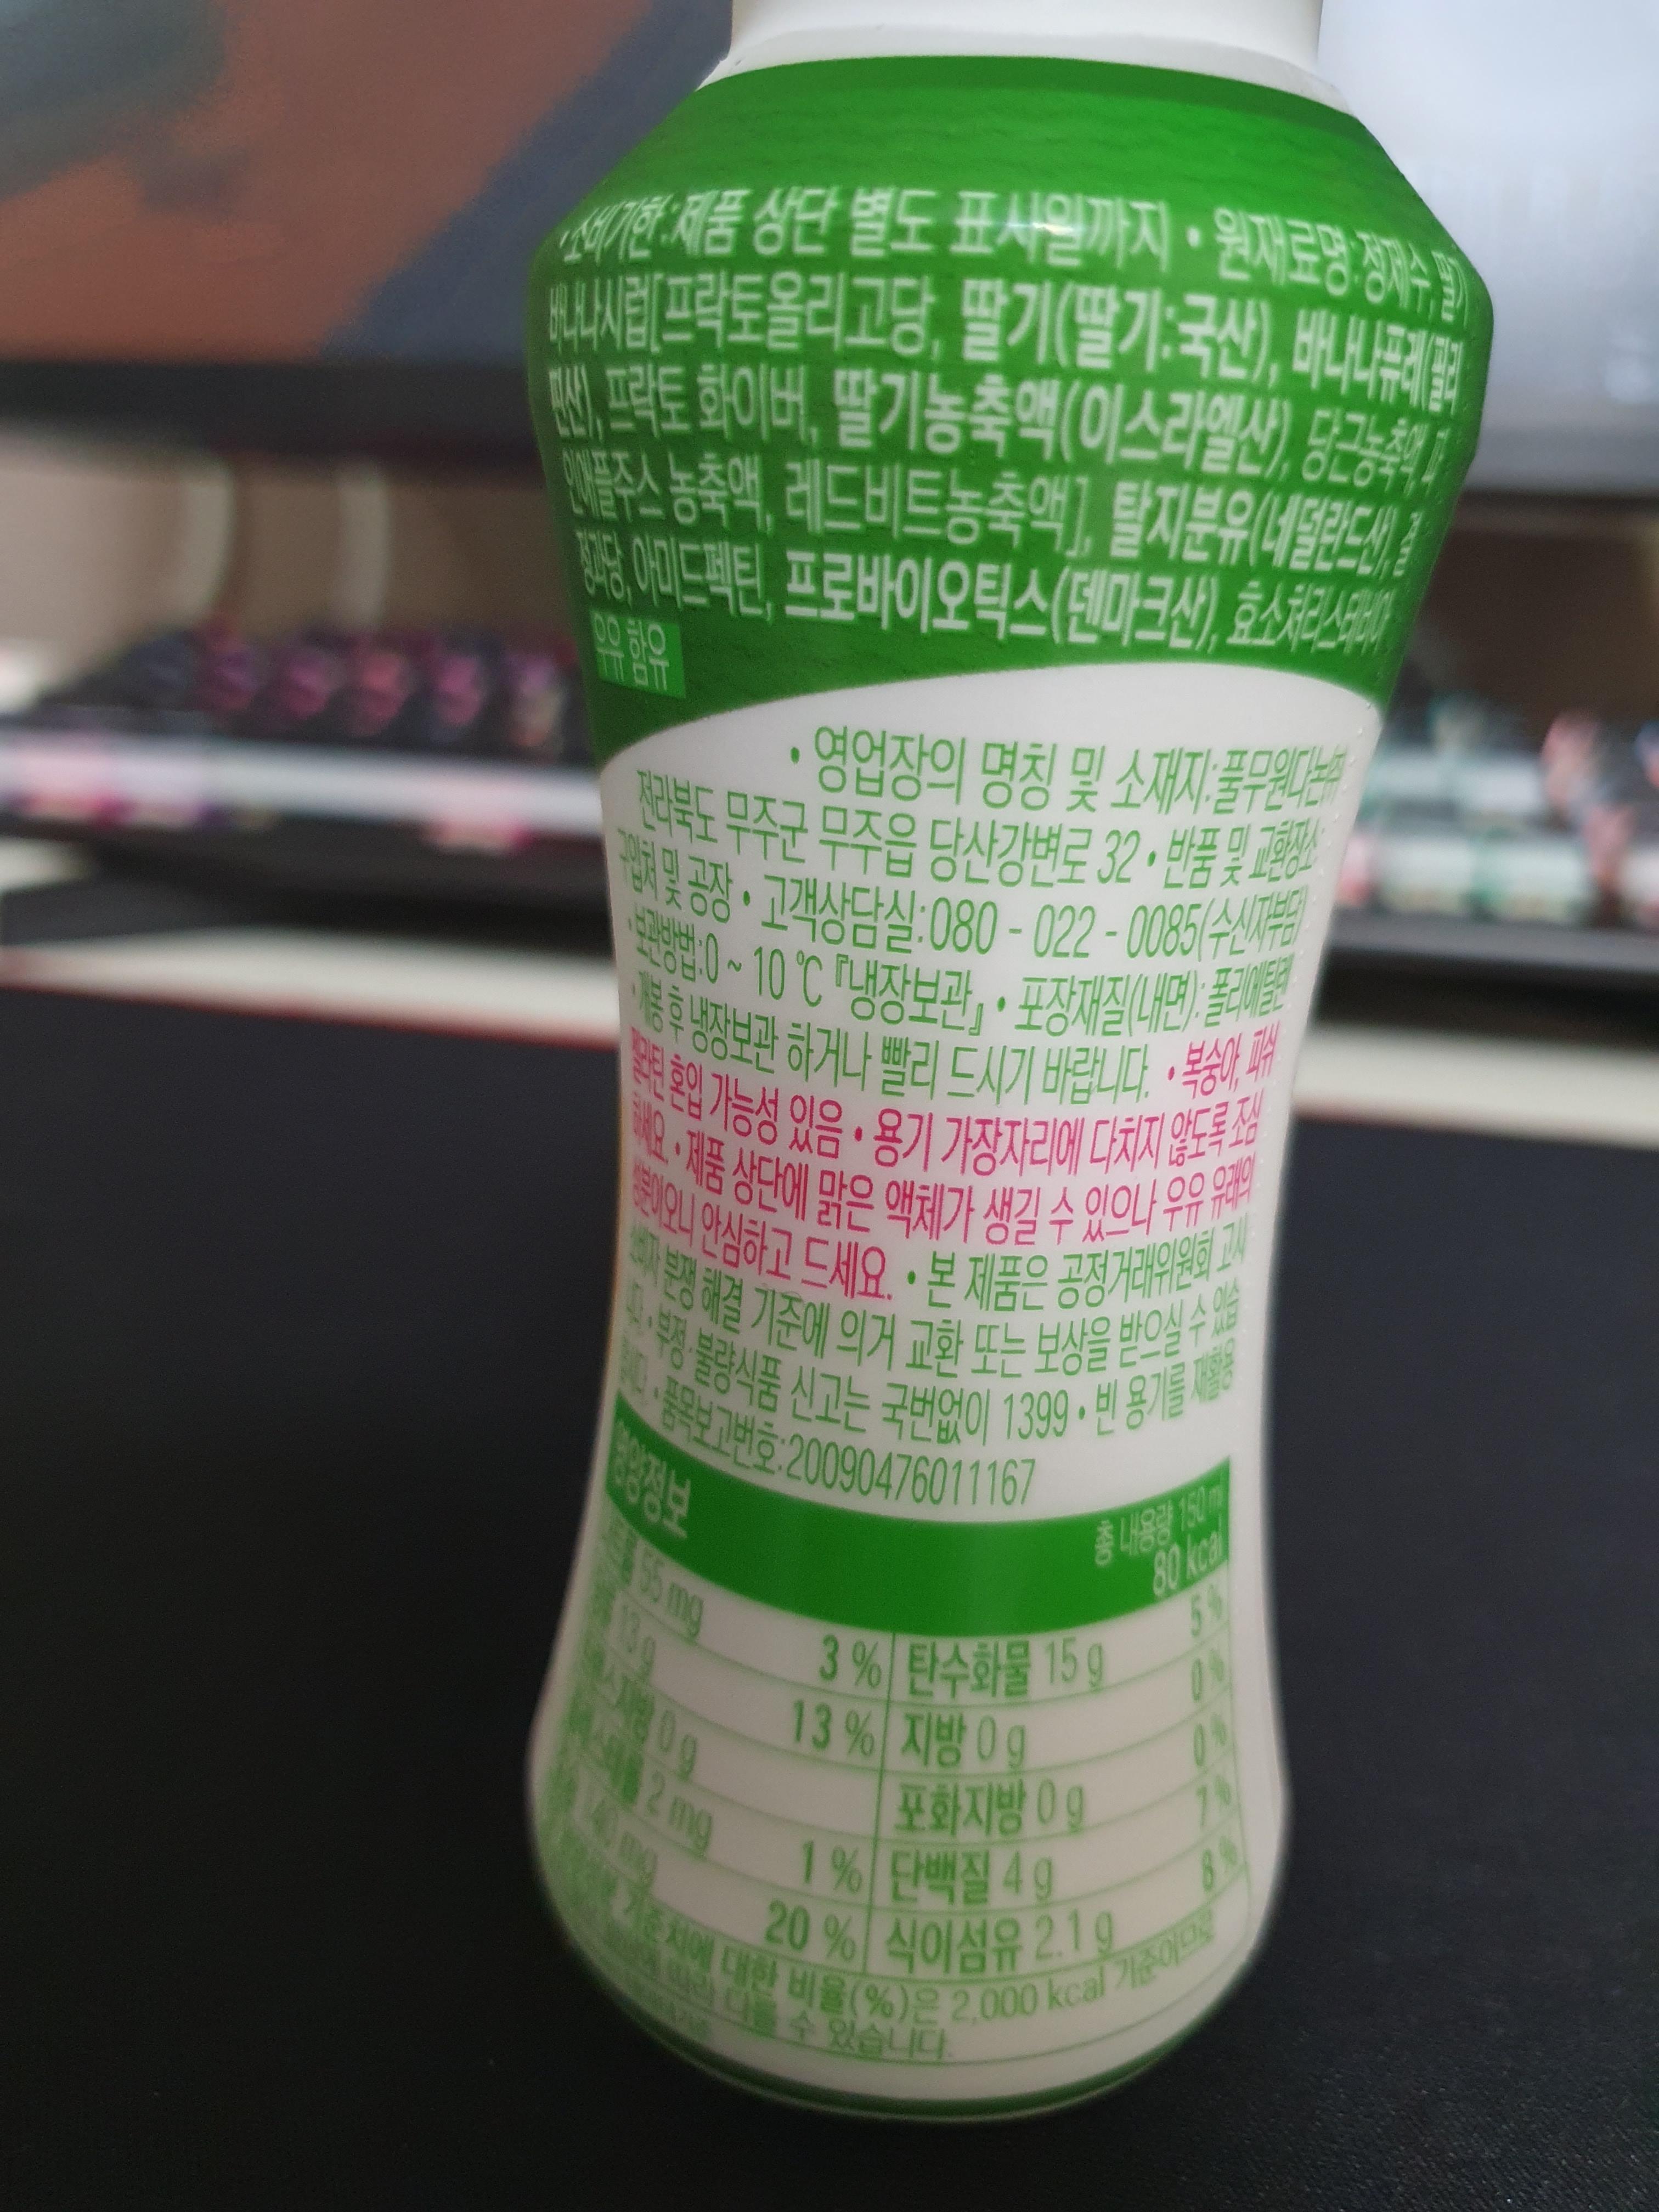 •소비기한:제품 상단 별도 표시일까지 • 원재료명:정제수, 딸기
바나나시럽[프락토올리고당, 딸기(딸기:국산), 바나나퓨레(필리
핀산), 프락토 화이버, 딸기농축액(이스라엘산), 당근농축액, 파
인애플주스 농축액, 레드비트농축액], 탈지분유(네덜란드산), 결
정과당, 아미드펙틴, 프로바이오틱스(덴마크산), 효소처리스테비아
우유 함유
• 영업장의 명칭 및 소재지:풀무원다논㈜
전라북도 무주군 무주읍 당산강변로 32 • 반품 및 교환장소:
구입처 및 공장 • 고객상담실:080 - 022 - 0085(수신자부담)
•보관방법:0 ~ 10 ℃ 『냉장보관』 • 포장재질(내면):폴리에틸렌
•개봉 후 냉장보관 하거나 빨리 드시기 바랍니다. • 복숭아, 피쉬
젤라틴 혼입 가능성 있음 • 용기 가장자리에 다치지 않도록 조심
하세요. • 제품 상단에 맑은 액체가 생길 수 있으나 우유 유래의
성분이오니 안심하고 드세요. • 본 제품은 공정거래위원회 고시
소비자 분쟁 해결 기준에 의거 교환 또는 보상을 받으실 수 있습
니다. • 부정·불량식품 신고는 국번없이 1399 • 빈 용기를 재활용
• 품목보고번호:20090476011167
영양정보
총 내용량 150 ml
80 kcal
55 mg 3 % 탄수화물 15 g 5 %
13 g 13 % 지방 0 g 0 %
0 g 포화지방 0 g 0 %
2 mg 1 % 단백질 4 g 7 %
140 mg 20 % 식이섬유 2.1 g 8 %
기준치에 대한 비율(%)은 2,000 kcal 기준이므로
따라 다를 수 있습니다.